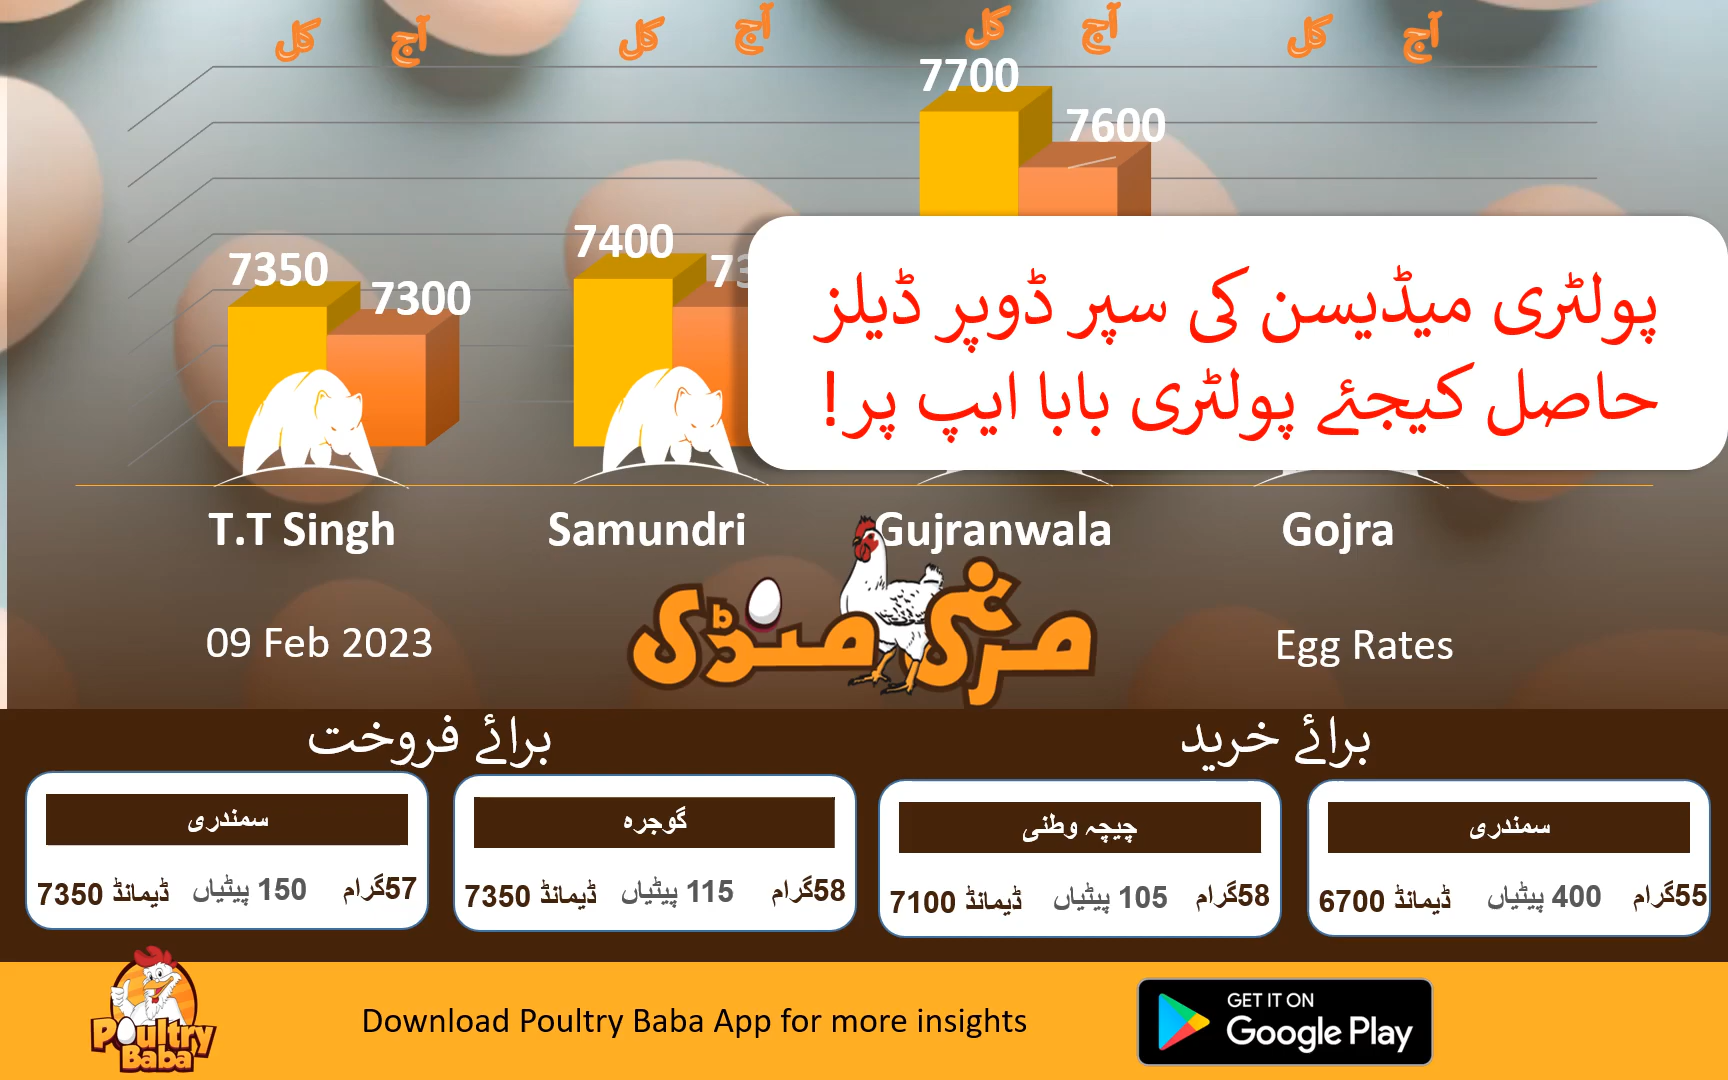 کل آج کل آج کل آج کل آج
7700
7600
7400
7350
7300
پولٹری میڈیسن کی سپر ڈوپر ڈیلز
حاصل کیجئے پولٹری بابا ایپ پر!
T.T Singh Samundri Gujranwala Gojra
مرغی منڈی
09 Feb 2023
Egg Rates
برائے فروخت
برائے خرید
سمندری
57گرام 150 پیٹیاں ڈیمانڈ 7350
گوجرہ
58گرام 115 پیٹیاں ڈیمانڈ 7350
چیچہ وطنی
58گرام 105 پیٹیاں ڈیمانڈ 7100
سمندری
55گرام 400 پیٹیاں ڈیمانڈ 6700
Poultry
Baba
Download Poultry Baba App for more insights
GET IT ON
Google Play